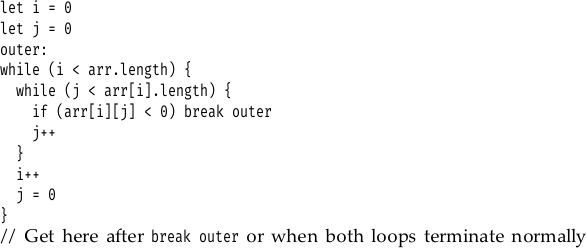 let i = 0
let j = 0
outer:
while (i < arr.length) {
  while (j < arr[i].length) {
    if (arr[i][j] < 0) break outer
    j++
  }
  i++
  j = 0
}
// Get here after break outer or when both loops terminate normally